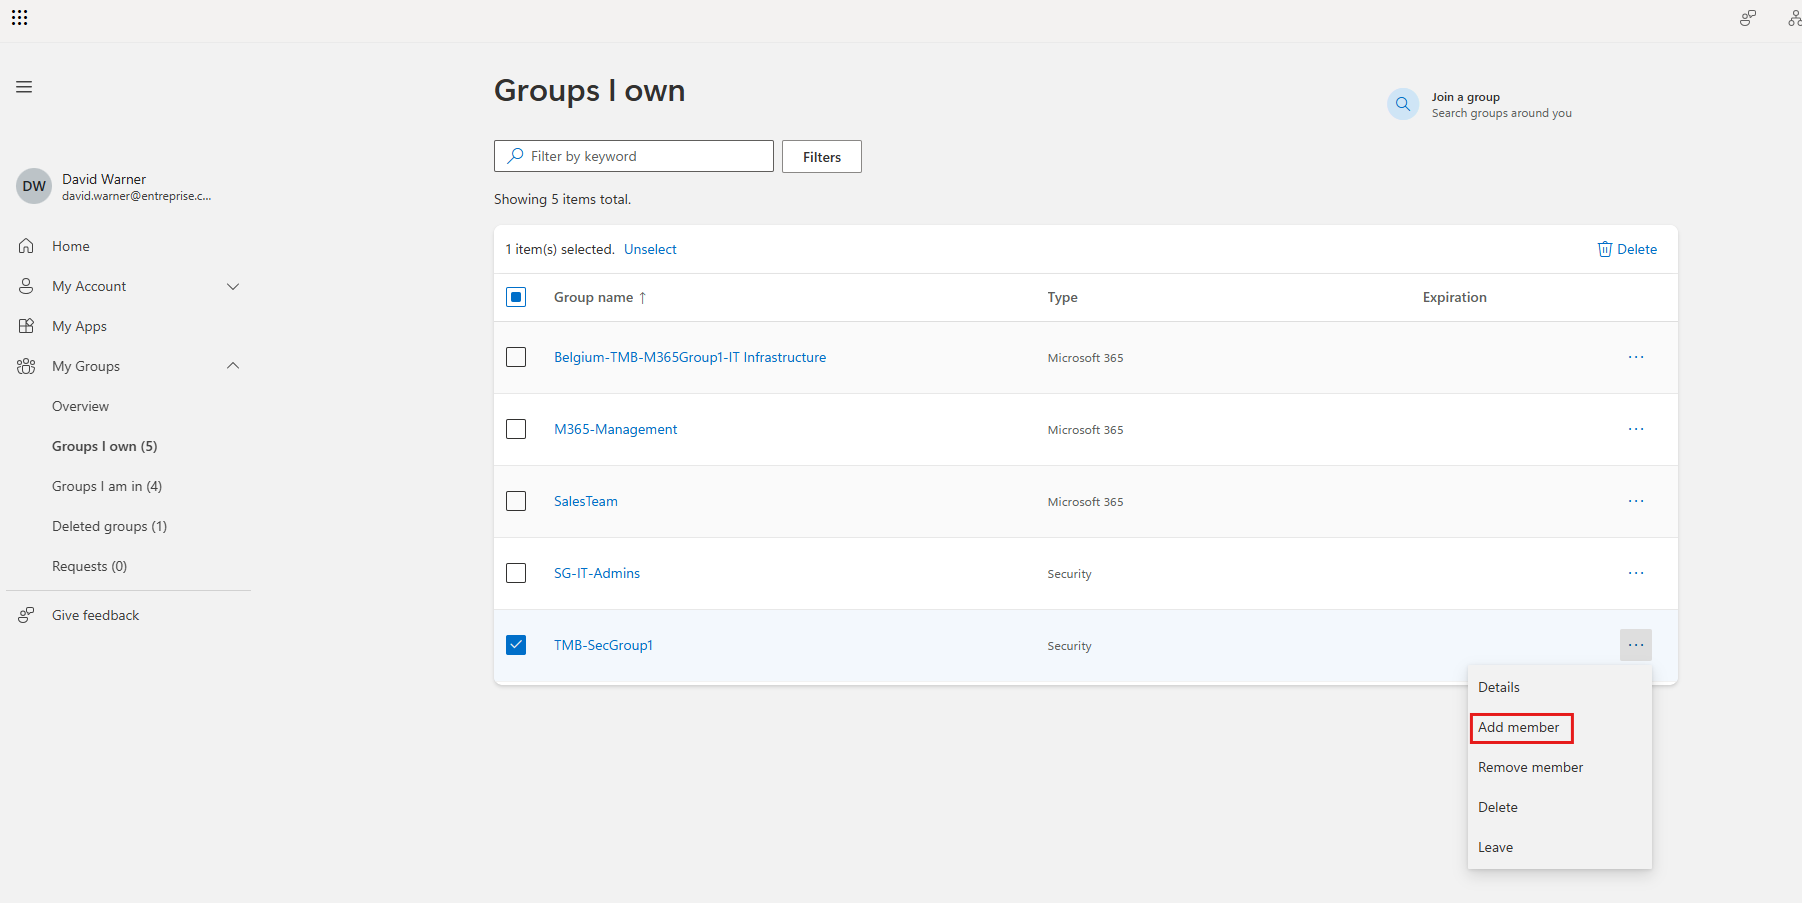 Groups I own
Join a group
Search groups around you
Filter by keyword
Filters
Showing 5 items total.
DW
David Warner
david.warner@entreprise.c...
Home
My Account
My Apps
My Groups
Overview
Groups I own (5)
Groups I am in (4)
Deleted groups (1)
Requests (0)
Give feedback
1 item(s) selected. Unselect
Delete
Group name ↑ Type Expiration
Belgium-TMB-M365Group1-IT Infrastructure Microsoft 365 ...
M365-Management Microsoft 365 ...
SalesTeam Microsoft 365 ...
SG-IT-Admins Security ...
TMB-SecGroup1 Security ...
Details
Add member
Remove member
Delete
Leave